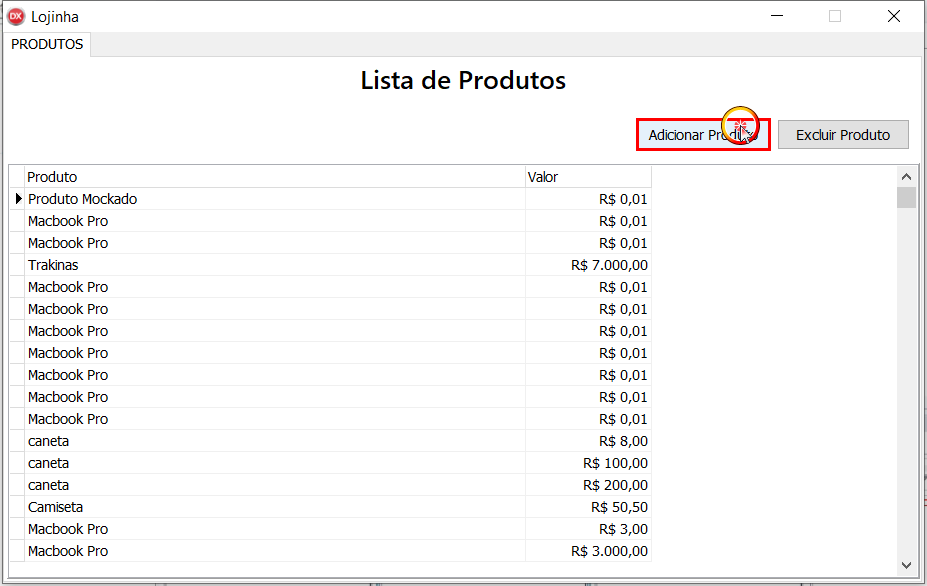 DX Lojinha
PRODUTOS
Lista de Produtos
Adicionar Produto Excluir Produto
Produto Valor
Produto Mockado R$ 0,01
Macbook Pro R$ 0,01
Macbook Pro R$ 0,01
Trakinas R$ 7.000,00
Macbook Pro R$ 0,01
Macbook Pro R$ 0,01
Macbook Pro R$ 0,01
Macbook Pro R$ 0,01
Macbook Pro R$ 0,01
Macbook Pro R$ 0,01
Macbook Pro R$ 0,01
caneta R$ 8,00
caneta R$ 100,00
caneta R$ 200,00
Camiseta R$ 50,50
Macbook Pro R$ 3,00
Macbook Pro R$ 3.000,00